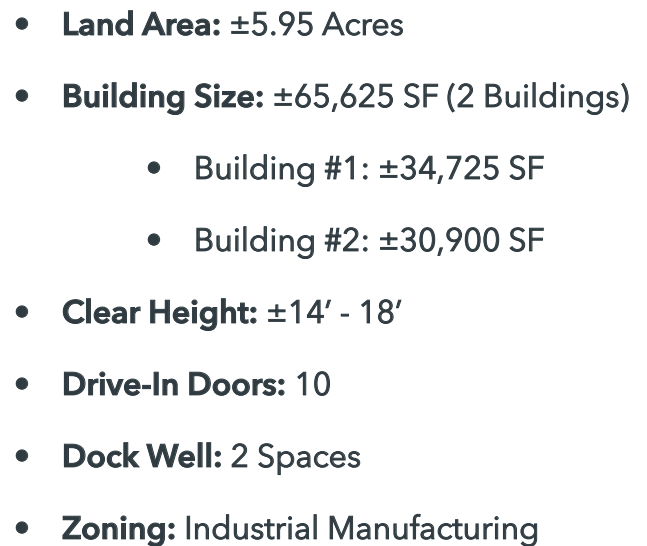 • Land Area: ±5.95 Acres
• Building Size: ±65,625 SF (2 Buildings)
• Building #1: ±34,725 SF
• Building #2: ±30,900 SF
• Clear Height: ±14’ - 18’
• Drive-In Doors: 10
• Dock Well: 2 Spaces
• Zoning: Industrial Manufacturing